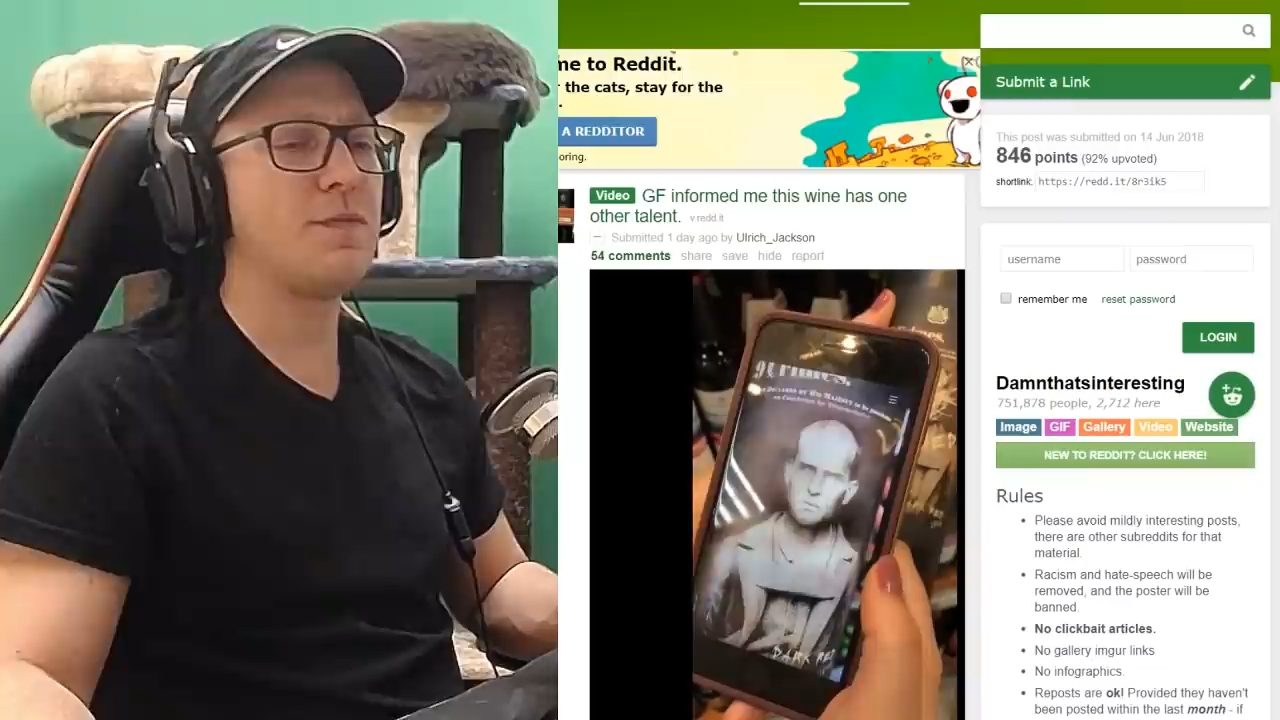 me to Reddit.
the cats, stay for the
A REDDITOR
oring.
Video GF informed me this wine has one
other talent. v.redd.it
Submitted 1 day ago by Ulrich_Jackson
54 comments share save hide report
DARK RED
Submit a Link
This post was submitted on 14 Jun 2018
846 points (92% upvoted)
shortlink: https://redd.it/8r3ik5
username password
remember me reset password
LOGIN
Damnthatsinteresting
751,878 people, 2,712 here
Image GIF Gallery Video Website
NEW TO REDDIT? CLICK HERE!
Rules
• Please avoid mildly interesting posts,
there are other subreddits for that
material.
• Racism and hate-speech will be
removed, and the poster will be
banned.
• No clickbait articles.
• No gallery imgur links
• No infographics.
• Reposts are ok! Provided they haven't
been posted within the last month - if